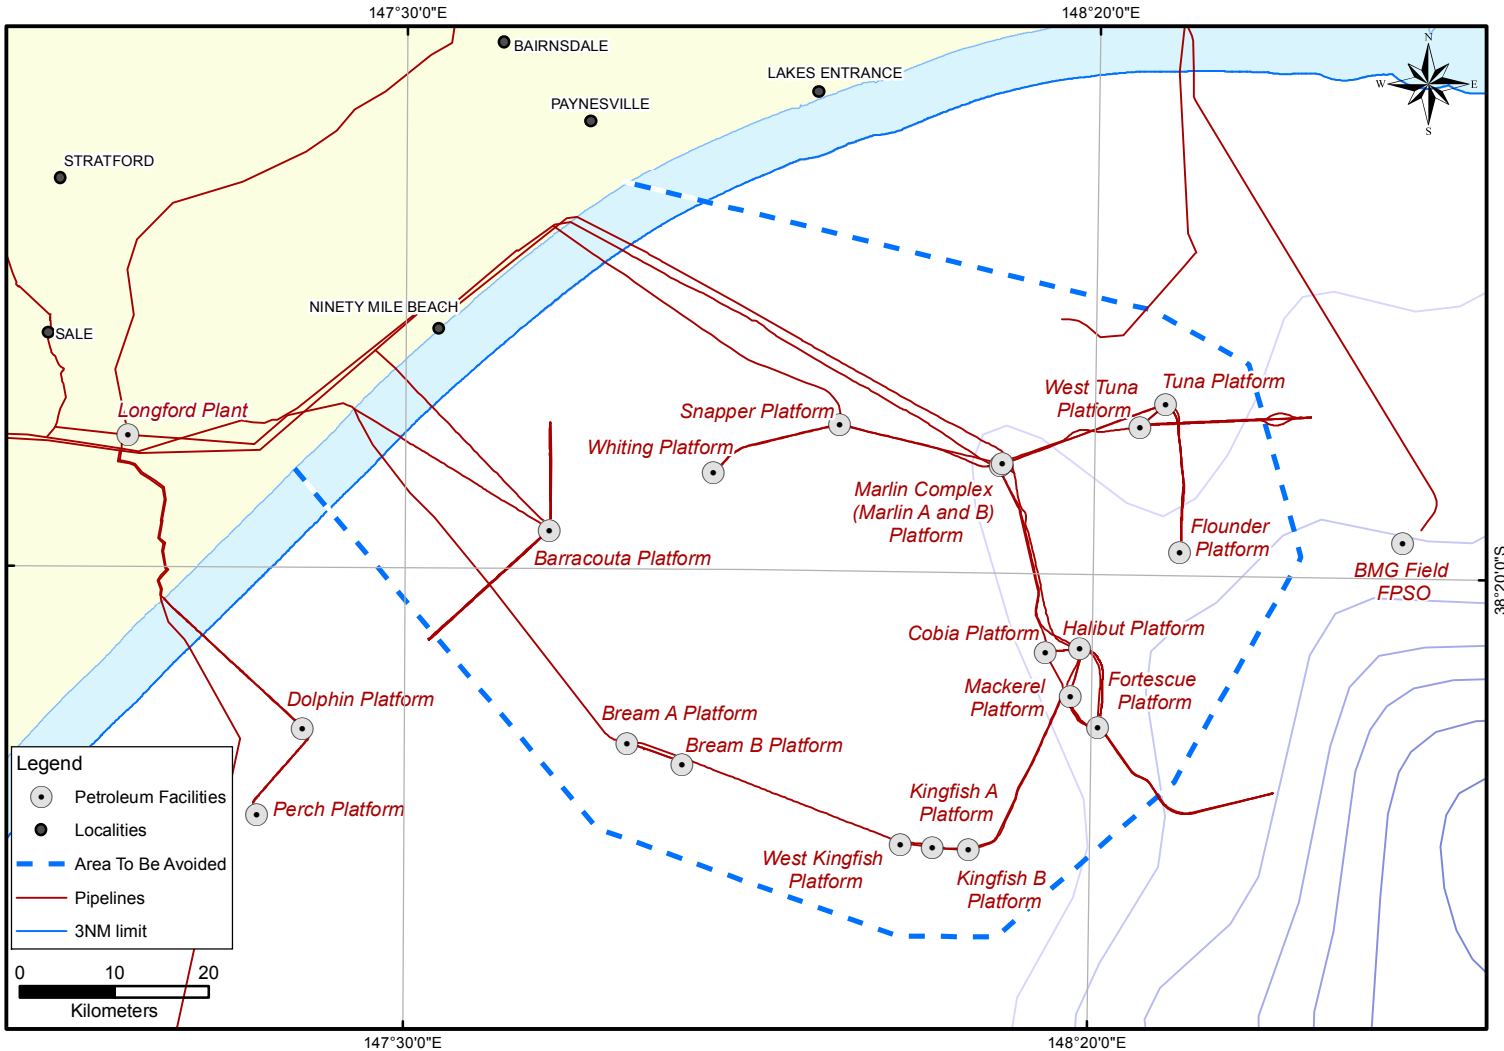 147°30'0"E
148°20'0"E
BAIRNSDALE
N
W
E
S
LAKES ENTRANCE
PAYNESVILLE
STRATFORD
NINETY MILE BEACH
SALE
Longford Plant
Snapper Platform
West Tuna
Platform
Tuna Platform
Whiting Platform
Marlin Complex
(Marlin A and B)
Platform
Flounder
Platform
Barracouta Platform
BMG Field
FPSO
38°20'0"S
Cobia Platform
Halibut Platform
Mackerel
Platform
Fortescue
Platform
Dolphin Platform
Bream A Platform
Bream B Platform
Kingfish A
Platform
Perch Platform
West Kingfish
Platform
Kingfish B
Platform
Legend
Petroleum Facilities
Localities
Area To Be Avoided
Pipelines
3NM limit
0 10 20
Kilometers
147°30'0"E
148°20'0"E